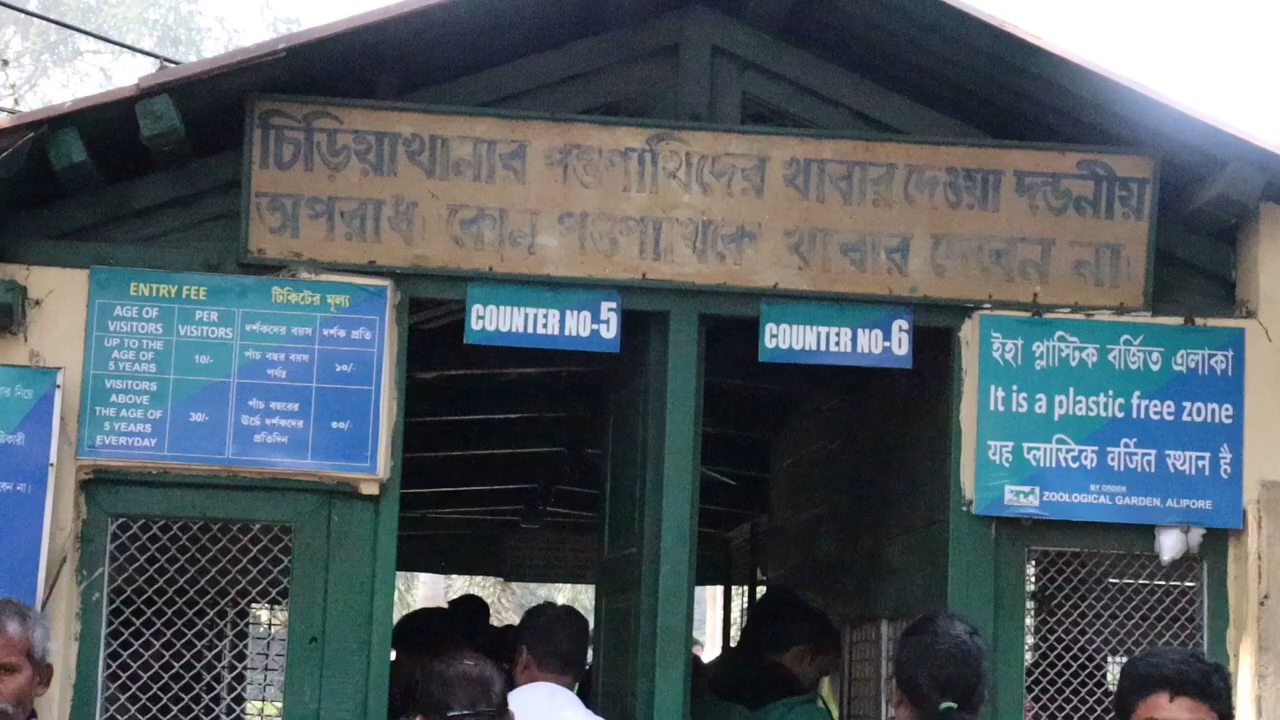 চিড়িয়াখানার পশুপাখিদের খাবার দেওয়া দন্ডনীয়
অপরাধ কোন পশুপাখিকে খাবার দেবেন না।
COUNTER NO-5
COUNTER NO-6
ENTRY FEE টিকিটের মূল্য
AGE OF VISITORS PER VISITORS দর্শকদের বয়স দর্শক প্রতি
UP TO THE AGE OF 5 YEARS 10/- পাঁচ বছর বয়স পর্যন্ত ১০/-
VISITORS ABOVE THE AGE OF 5 YEARS EVERYDAY 30/- পাঁচ বছরের উর্দ্ধে দর্শকদের প্রতিদিন ৩০/-
ইহা প্লাস্টিক বর্জিত এলাকা
It is a plastic free zone
यह प्लास्टिक वर्जित स्थान है
BY ORDER
ZOOLOGICAL GARDEN, ALIPORE
নিয়ে
না।